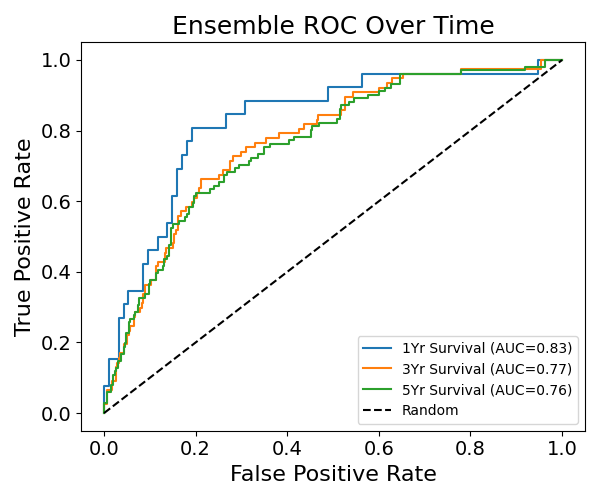 Ensemble ROC Over Time
True Positive Rate
1.0
0.8
0.6
0.4
0.2
0.0
1Yr Survival (AUC=0.83)
3Yr Survival (AUC=0.77)
5Yr Survival (AUC=0.76)
Random
0.0 0.2 0.4 0.6 0.8 1.0
False Positive Rate